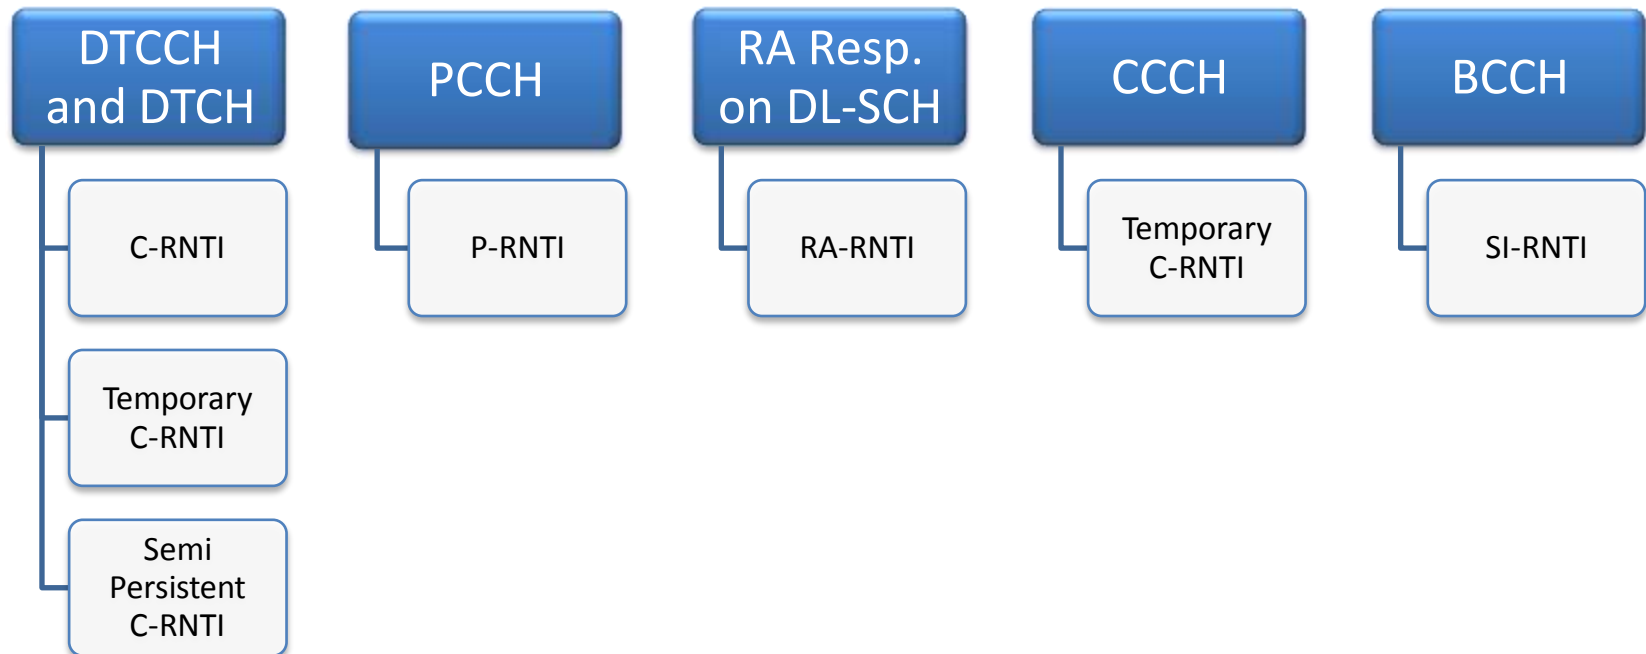 DTCCH
and DTCH
PCCH
RA Resp.
on DL-SCH
CCCH
BCCH
C-RNTI
P-RNTI
RA-RNTI
Temporary
C-RNTI
SI-RNTI
Temporary
C-RNTI
Semi
Persistent
C-RNTI